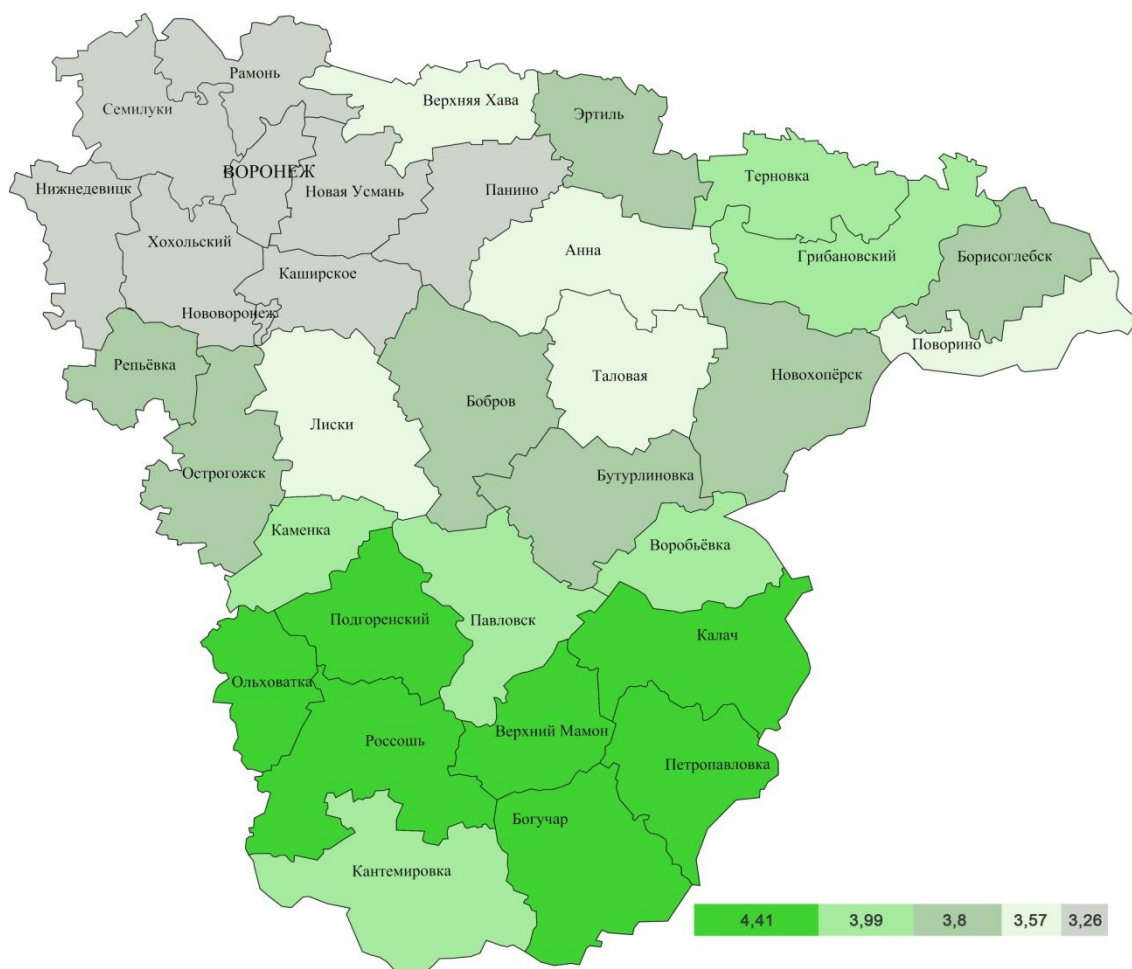 Рамонь
Верхняя Хава
Семилуки
Эртиль
ВОРОНЕЖ
Терновка
Нижнедевицк
Новая Усмань
Панино
Хохольский
Анна
Грибановский
Борисоглебск
Каширское
Нововоронеж
Поворино
Репьёвка
Новохопёрск
Таловая
Бобров
Лиски
Острогожск
Бутурлиновка
Каменка
Воробьёвка
Подгоренский
Павловск
Калач
Ольховатка
Верхний Мамон
Россошь
Петропавловка
Богучар
Кантемировка
4,41 3,99 3,8 3,57 3,26